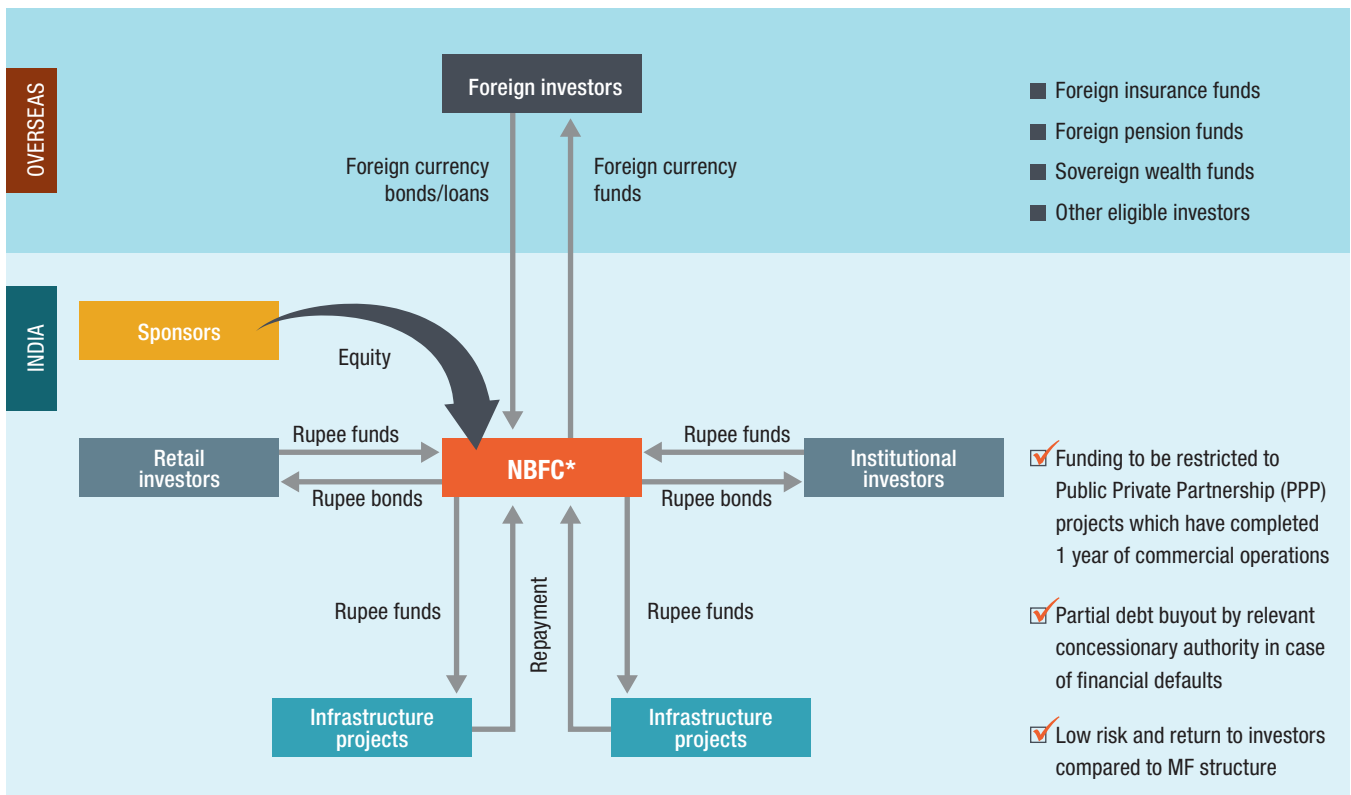 OVERSEAS
Foreign investors
Foreign currency
bonds/loans
Foreign currency
funds
Foreign insurance funds
Foreign pension funds
Sovereign wealth funds
Other eligible investors
INDIA
Sponsors
Equity
Retail
investors
Rupee funds
Rupee bonds
NBFC*
Rupee funds
Rupee bonds
Institutional
investors
Rupee funds
Repayment
Rupee funds
Infrastructure
projects
Infrastructure
projects
Funding to be restricted to
Public Private Partnership (PPP)
projects which have completed
1 year of commercial operations
Partial debt buyout by relevant
concessionary authority in case
of financial defaults
Low risk and return to investors
compared to MF structure